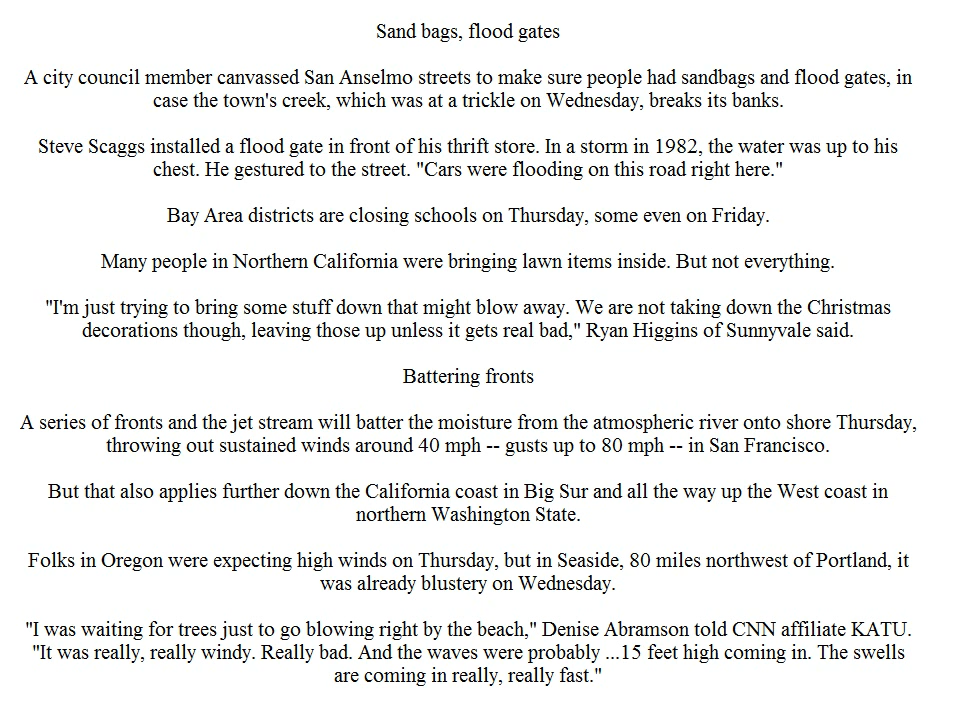 Sand bags, flood gates
A city council member canvassed San Anselmo streets to make sure people had sandbags and flood gates, in
case the town's creek, which was at a trickle on Wednesday, breaks its banks.
Steve Scaggs installed a flood gate in front of his thrift store. In a storm in 1982, the water was up to his
chest. He gestured to the street. "Cars were flooding on this road right here."
Bay Area districts are closing schools on Thursday, some even on Friday.
Many people in Northern California were bringing lawn items inside. But not everything.
"I'm just trying to bring some stuff down that might blow away. We are not taking down the Christmas
decorations though, leaving those up unless it gets real bad," Ryan Higgins of Sunnyvale said.
Battering fronts
A series of fronts and the jet stream will batter the moisture from the atmospheric river onto shore Thursday,
throwing out sustained winds around 40 mph -- gusts up to 80 mph -- in San Francisco.
But that also applies further down the California coast in Big Sur and all the way up the West coast in
northern Washington State.
Folks in Oregon were expecting high winds on Thursday, but in Seaside, 80 miles northwest of Portland, it
was already blustery on Wednesday.
"I was waiting for trees just to go blowing right by the beach," Denise Abramson told CNN affiliate KATU.
"It was really, really windy. Really bad. And the waves were probably ...15 feet high coming in. The swells
are coming in really, really fast."